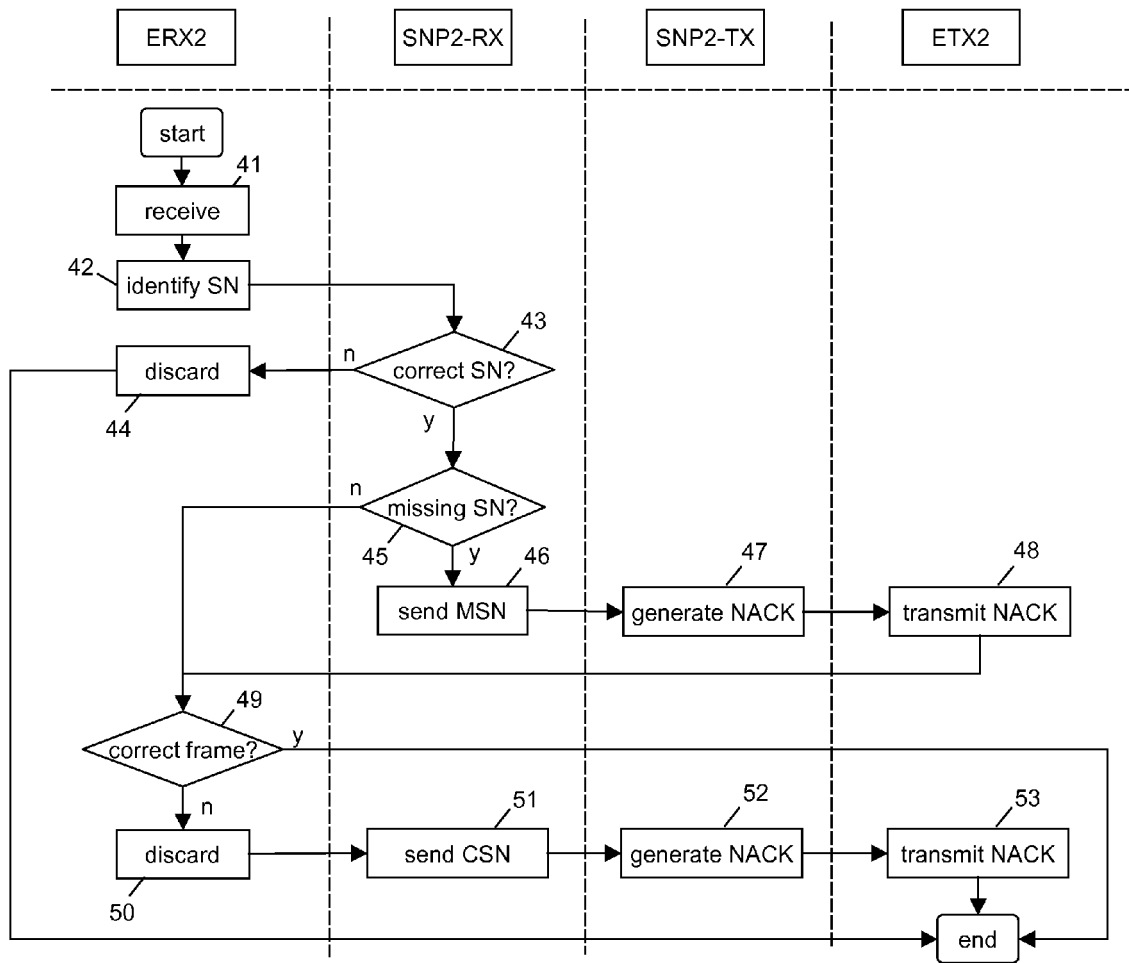 ERX2
SNP2-RX
SNP2-TX
ETX2
start
41
receive
42
identify SN
43
n
correct SN?
discard
44
y
n
missing SN?
45
y
46
47
48
send MSN
generate NACK
transmit NACK
49
correct frame?
y
n
51
52
53
discard
send CSN
generate NACK
transmit NACK
50
end